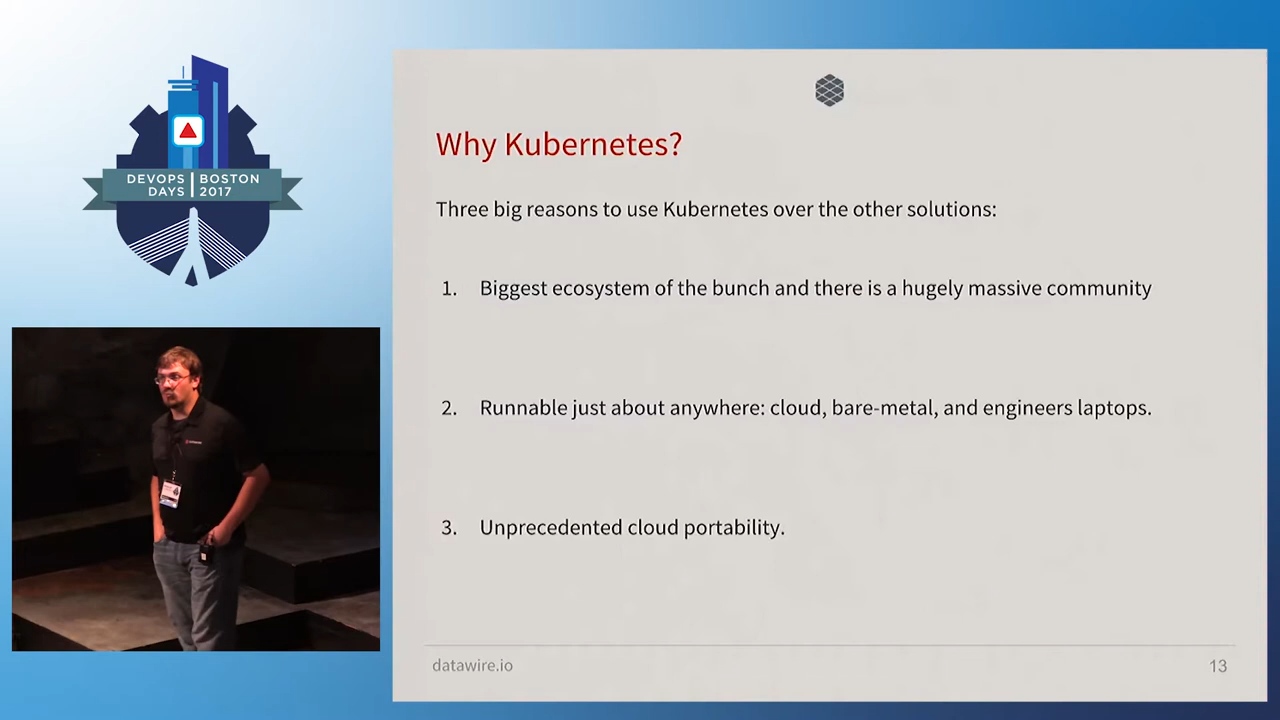 DEVOPS DAYS
BOSTON 2017
Why Kubernetes?
Three big reasons to use Kubernetes over the other solutions:
1. Biggest ecosystem of the bunch and there is a hugely massive community
2. Runnable just about anywhere: cloud, bare-metal, and engineers laptops.
3. Unprecedented cloud portability.
datawire.io
13